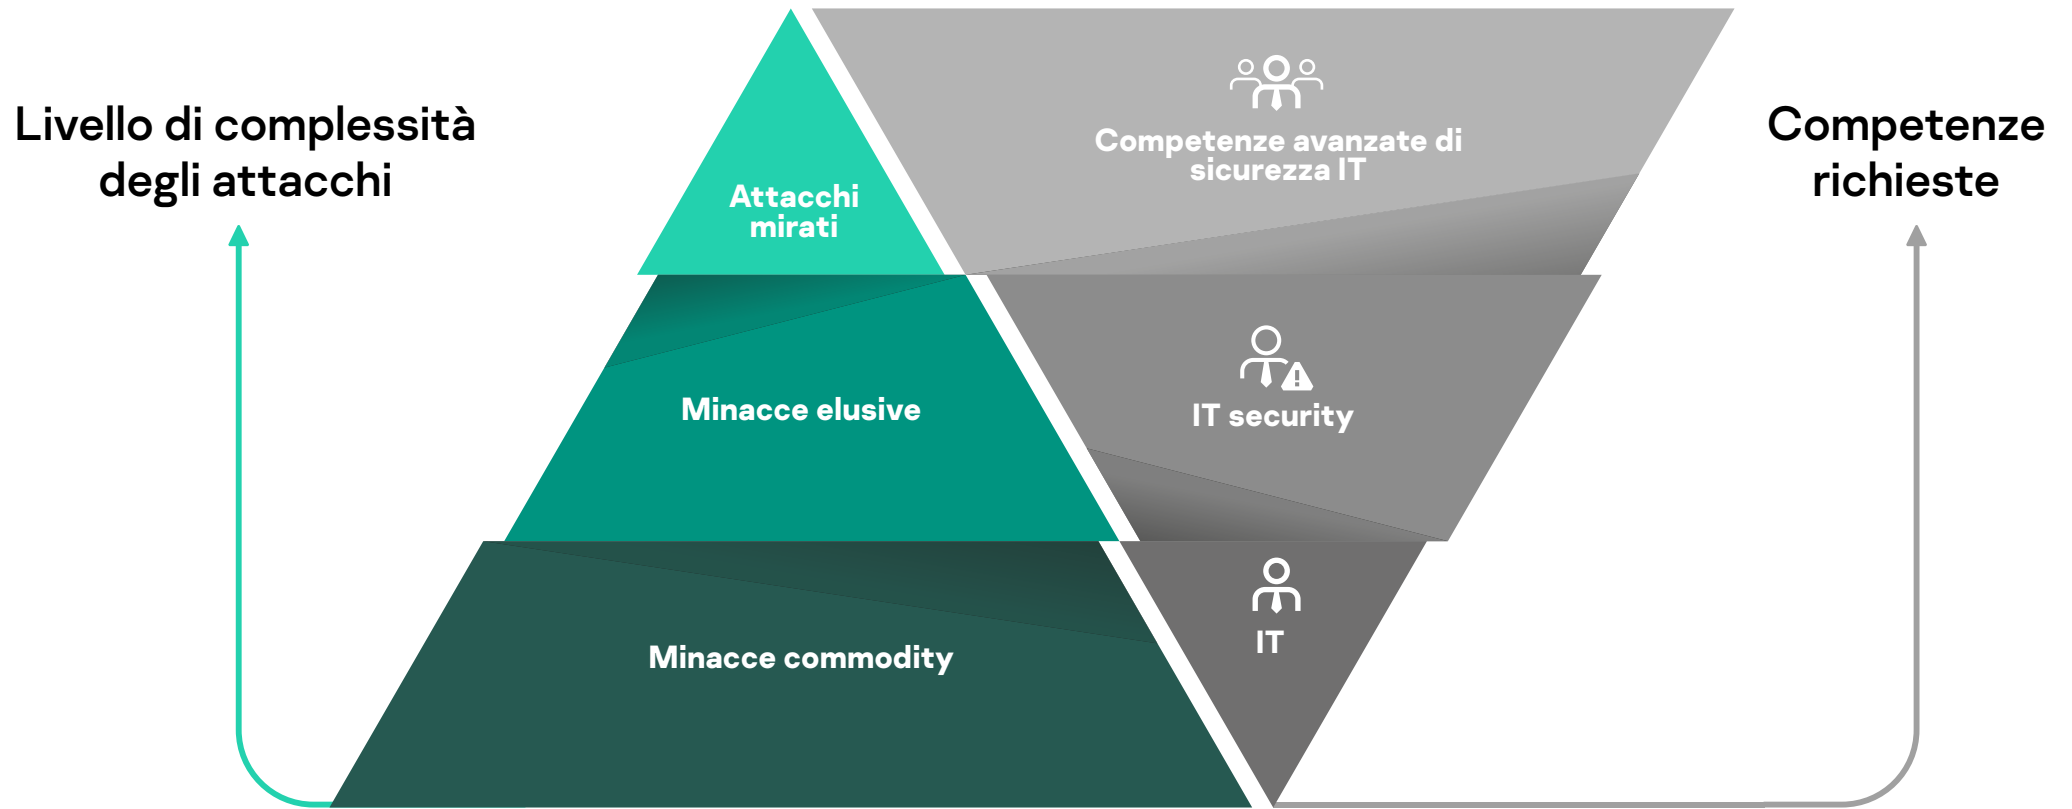 Livello di complessità
degli attacchi
Attacchi
mirati
Minacce elusive
Minacce commodity
Competenze avanzate di
sicurezza IT
IT security
IT
Competenze
richieste